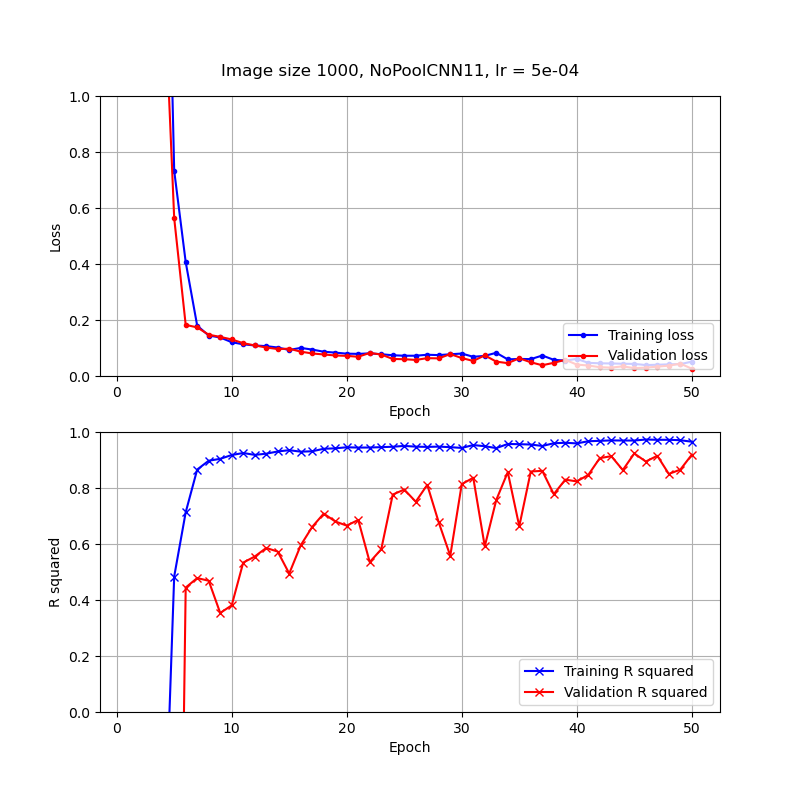 Image size 1000, NoPoolCNN11, lr = 5e-04
1.0
0.8
0.6
0.4
0.2
0.0
Loss
Training loss
Validation loss
0 10 20 30 40 50
Epoch
1.0
0.8
0.6
0.4
0.2
0.0
R squared
Training R squared
Validation R squared
0 10 20 30 40 50
Epoch